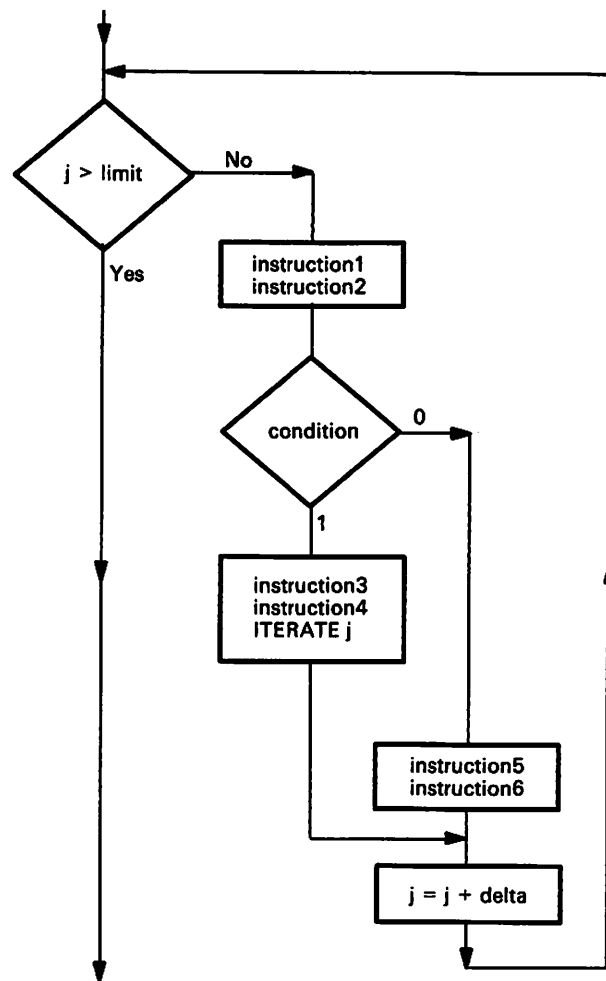 j > limit
No
Yes
instruction1
instruction2
condition
0
1
instruction3
instruction4
ITERATE j
instruction5
instruction6
j = j + delta